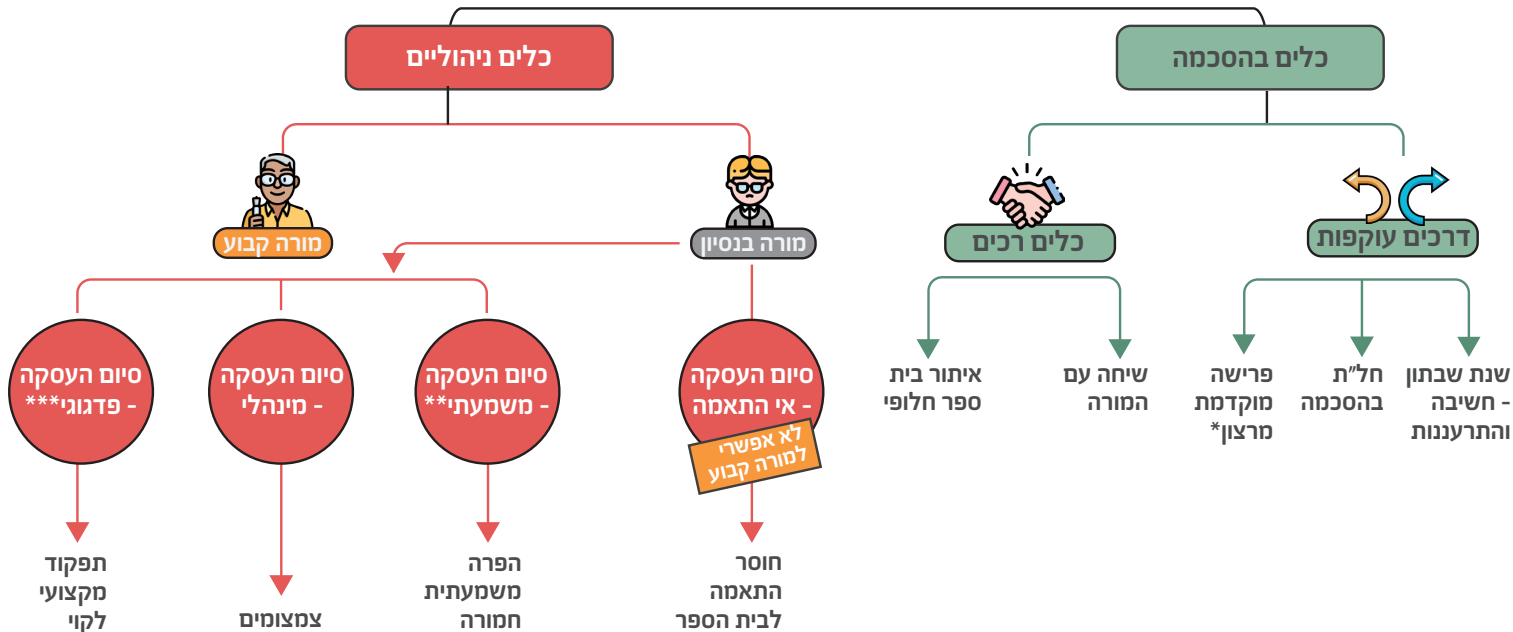 כלים בהסכמה
כלים ניהוליים
דרכים עוקפות
כלים רכים
מורה בנסיון
מורה קבוע
שנת שבתון
- חשיבה
והתרעננות
חל״ת
בהסכמה
פרישה
מוקדמת
מרצון*
שיחה עם
המורה
איתור בית
ספר חלופי
סיום העסקה
- אי התאמה
לא אפשרי
למורה קבוע
סיום העסקה
- משמעתי**
סיום העסקה
- מינהלי
סיום העסקה
- פדגוגי***
חוסר
התאמה
לבית הספר
הפרה
משמעתית
חמורה
צמצומים
תפקוד
מקצועי
לקוי